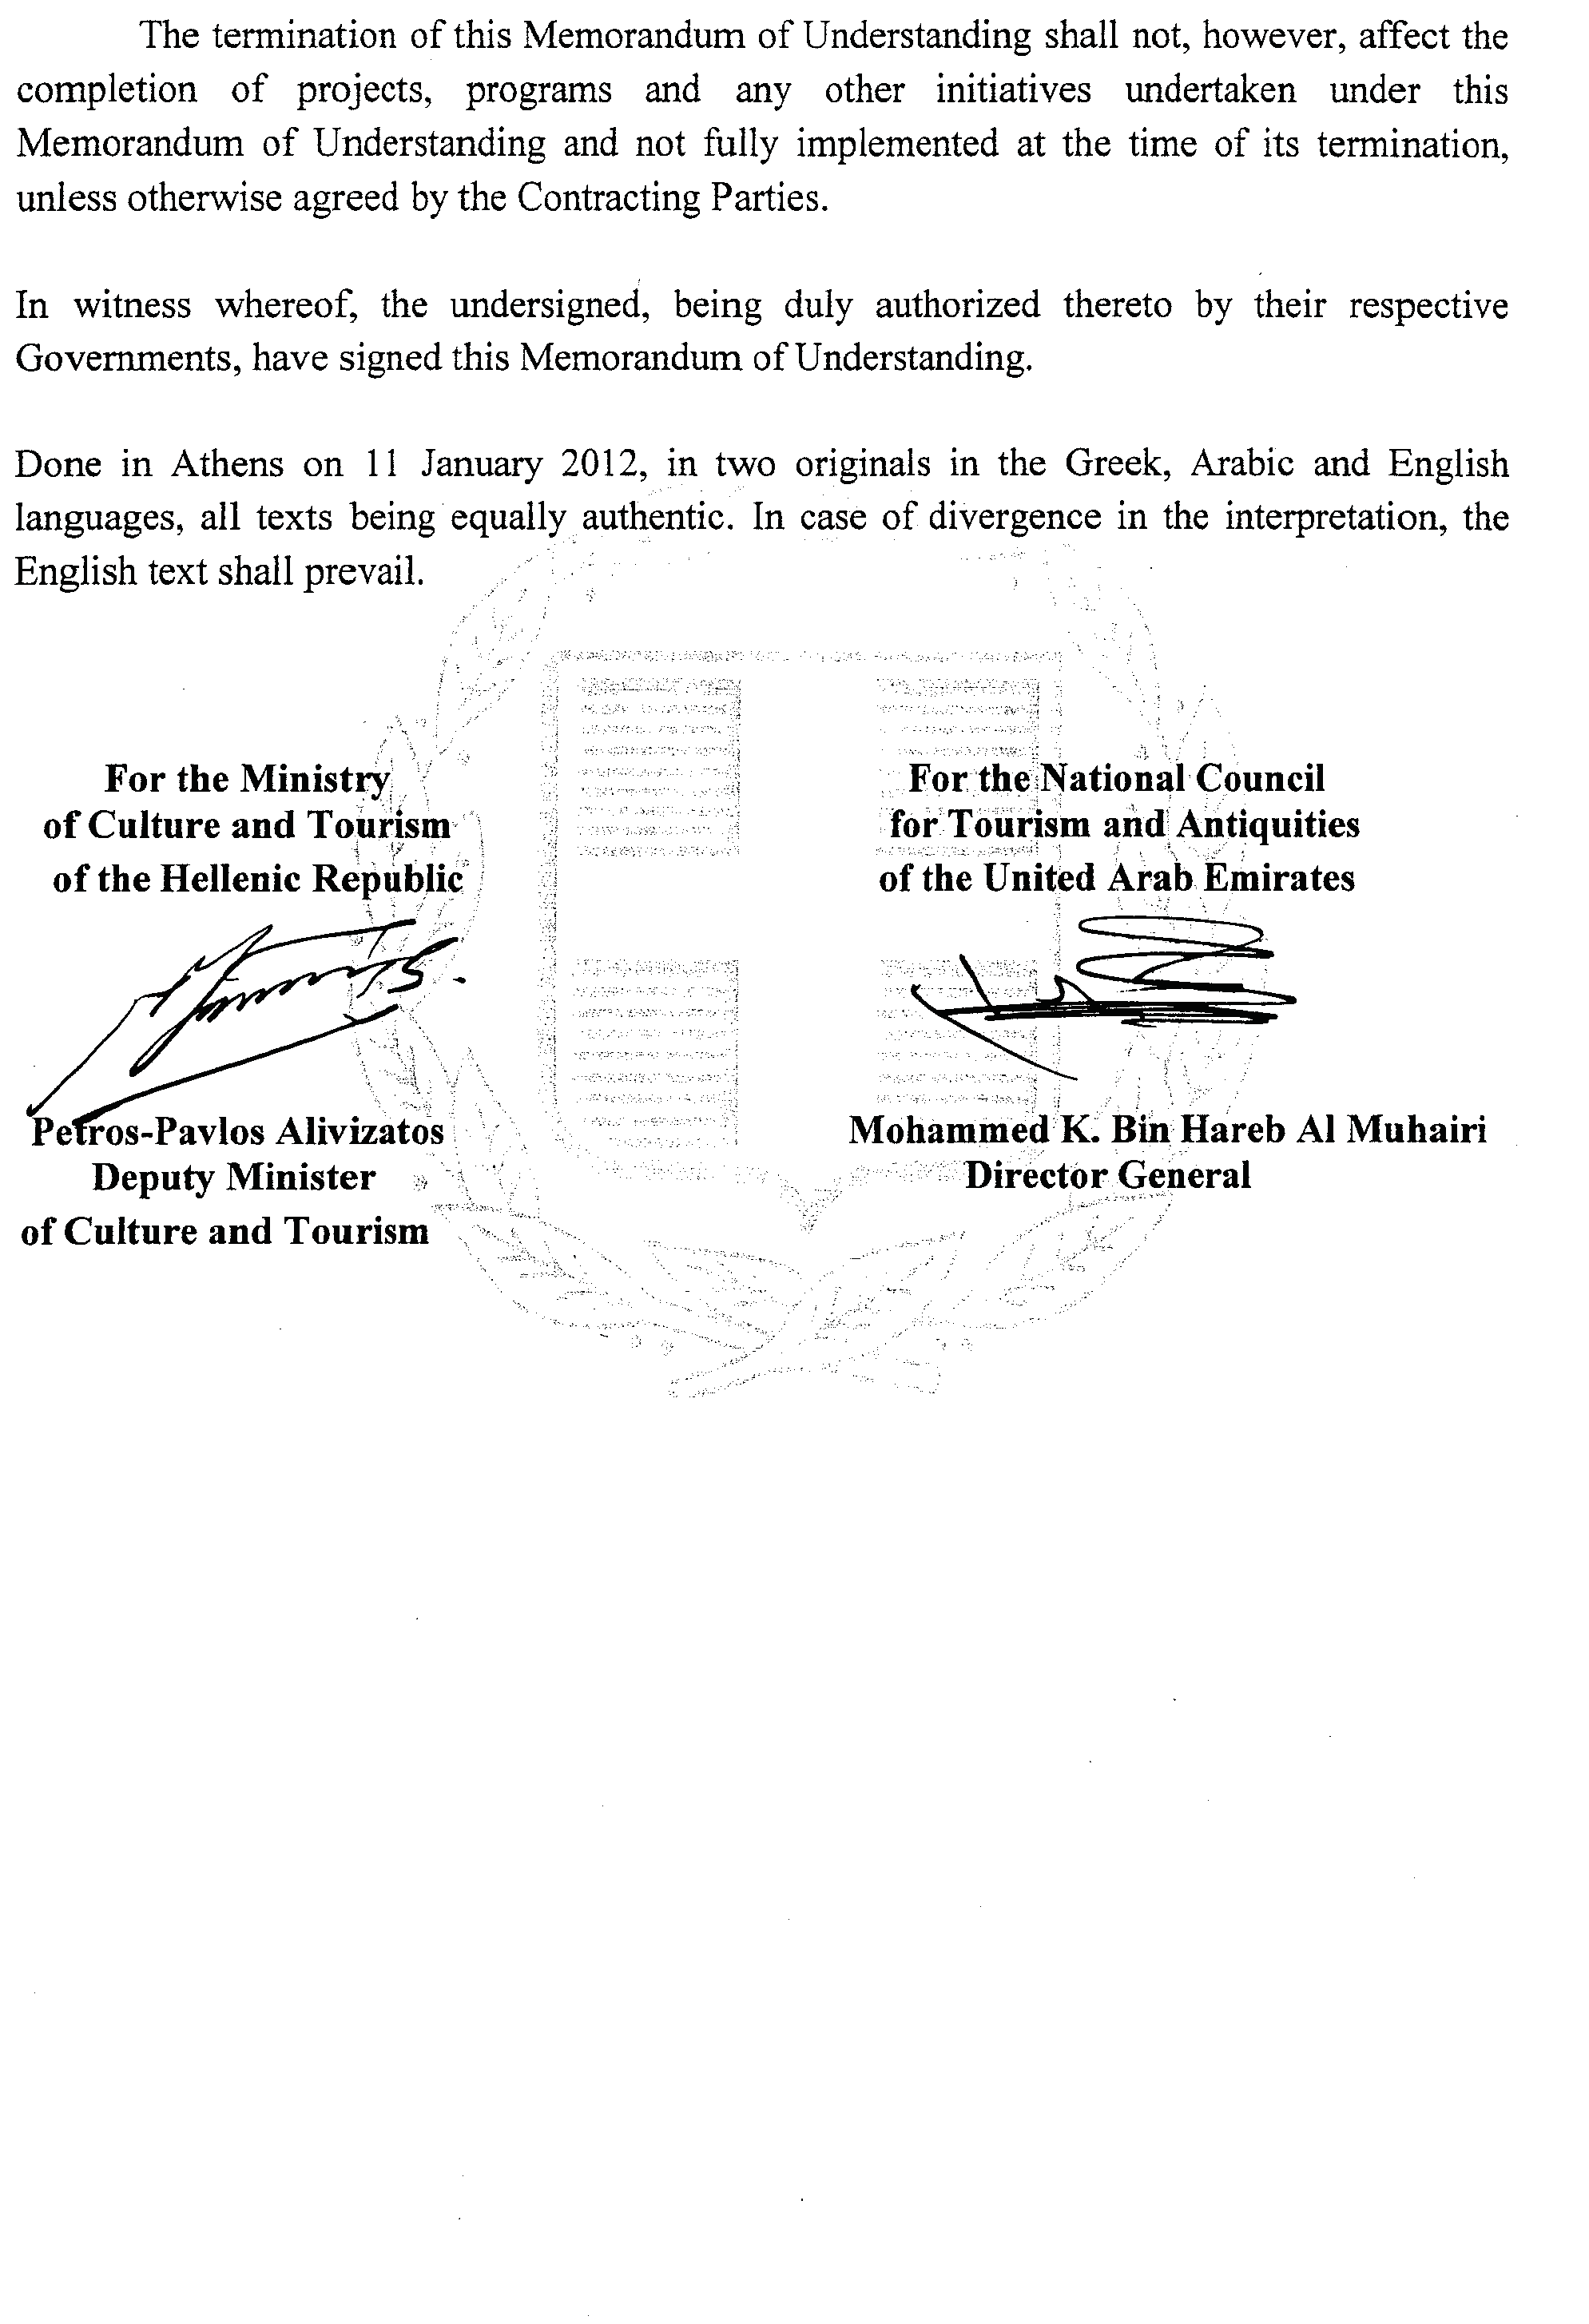 The termination of this Memorandum of Understanding shall not, however, affect the
completion of projects, programs and any other initiatives undertaken under this
Memorandum of Understanding and not fully implemented at the time of its termination,
unless otherwise agreed by the Contracting Parties.
In witness whereof, the undersigned, being duly authorized thereto by their respective
Governments, have signed this Memorandum of Understanding.
Done in Athens on 11 January 2012, in two originals in the Greek, Arabic and English
languages, all texts being equally authentic. In case of divergence in the interpretation, the
English text shall prevail.
For the Ministry
of Culture and Tourism
of the Hellenic Republic
Petros-Pavlos Alivizatos
Deputy Minister
of Culture and Tourism
For the National Council
for Tourism and Antiquities
of the United Arab Emirates
Mohammed K. Bin Hareb Al Muhairi
Director General